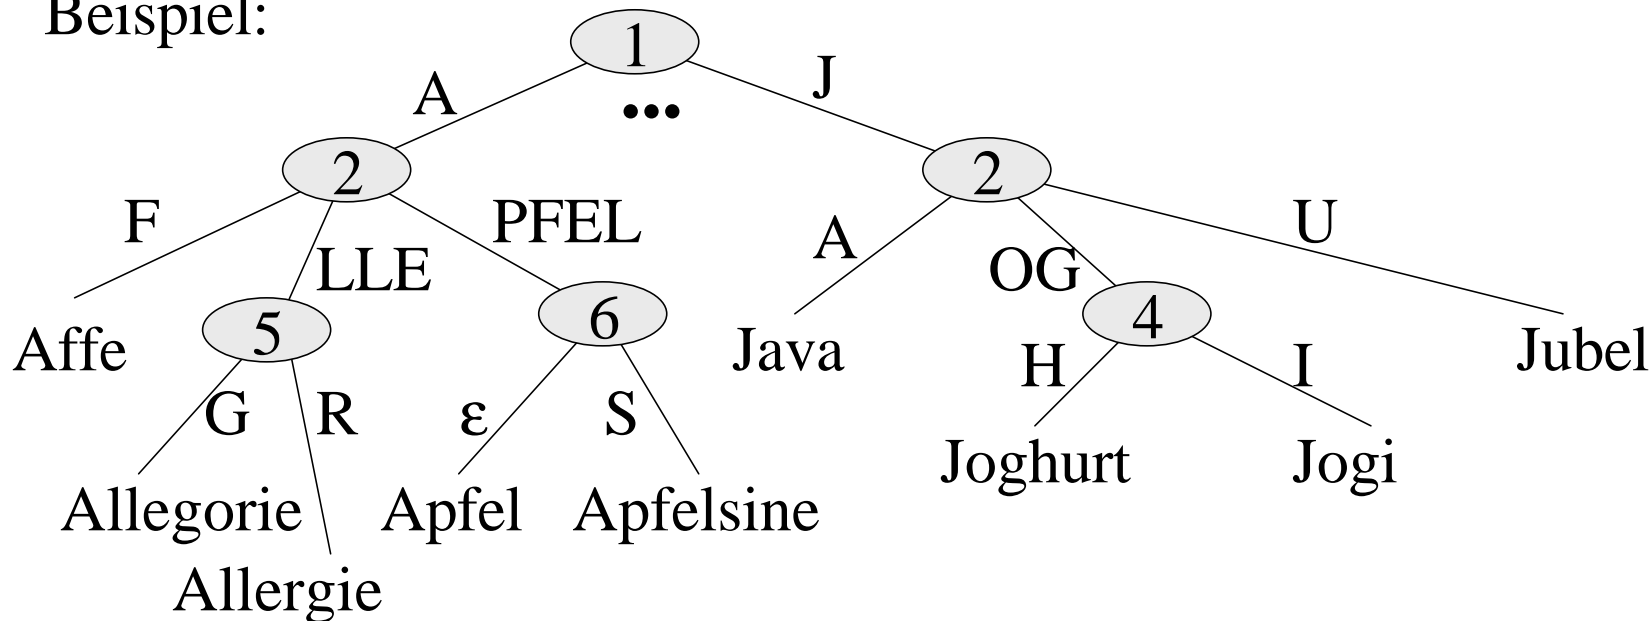 Beispiel:
1
A
J
•••
2
2
F
PFEL
A
U
LLE
OG
5
6
4
Affe
Java
Jubel
H
I
G
R
ε
S
Joghurt
Jogi
Allegorie
Apfel
Apfelsine
Allergie